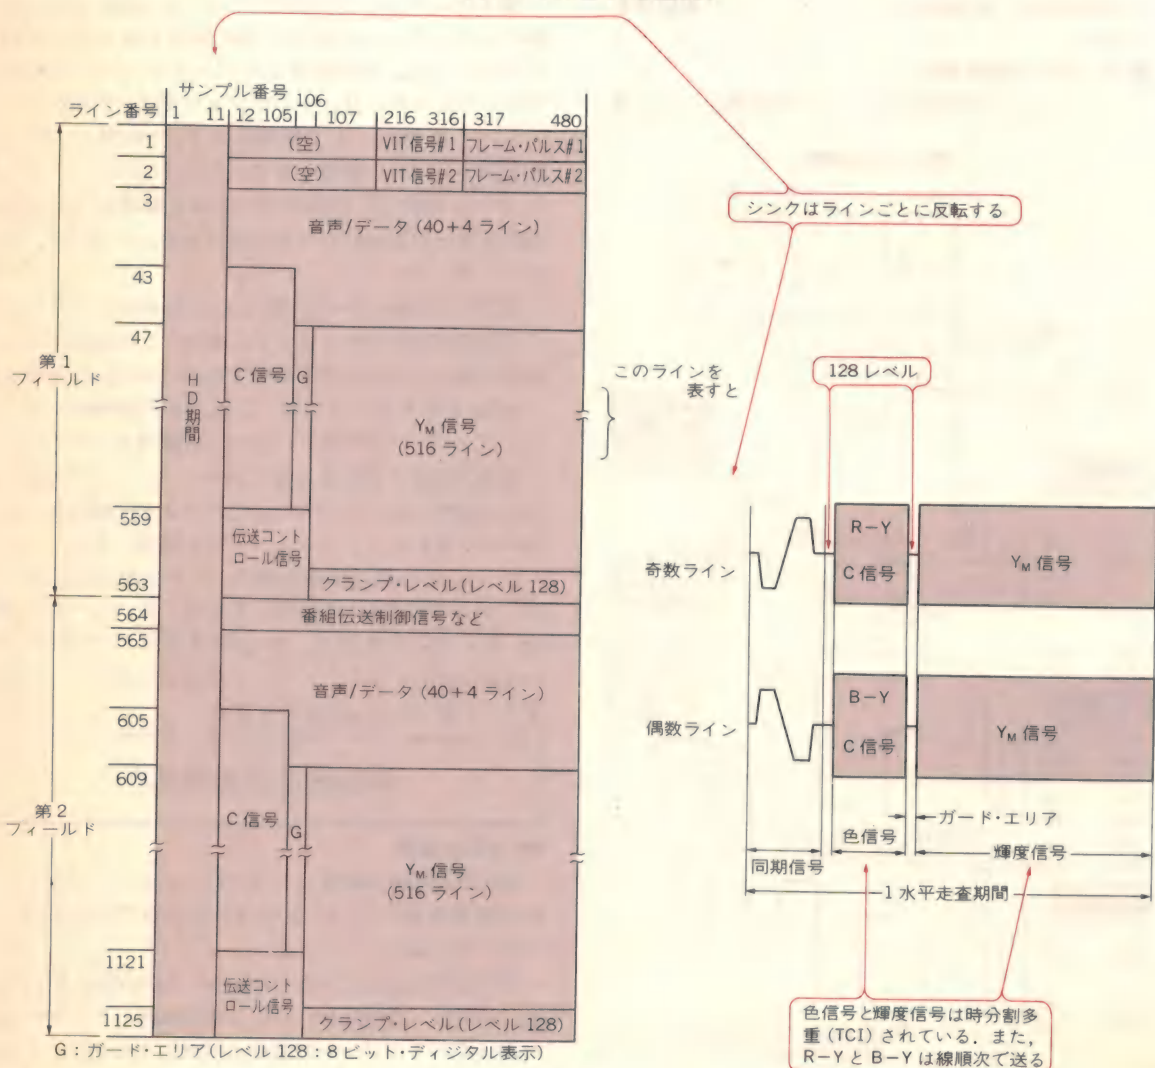 サンプル番号
ライン番号 1 11 12 105 106 107 216 316 317 480
1 (空) VIT信号#1 フレーム・パルス#1
2 (空) VIT信号#2 フレーム・パルス#2
3
音声/データ(40+4ライン)
43
47
第1
フィールド
HD期間
C信号
G
YM信号
(516ライン)
559
伝送コント
ロール信号
563
クランプ・レベル(レベル128)
564
番組伝送制御信号など
565
音声/データ(40+4ライン)
605
609
第2
フィールド
C信号
G
YM信号
(516ライン)
1121
伝送コント
ロール信号
1125
クランプ・レベル(レベル128)
G:ガード・エリア(レベル128:8ビット・ディジタル表示)
シンクはラインごとに反転する
このラインを
表すと
128レベル
奇数ライン
R-Y
C信号
YM信号
偶数ライン
B-Y
C信号
YM信号
ガード・エリア
色信号
輝度信号
同期信号
1水平走査期間
色信号と輝度信号は時分割多
重(TCI)されている.また,
R-YとB-Yは線順次で送る